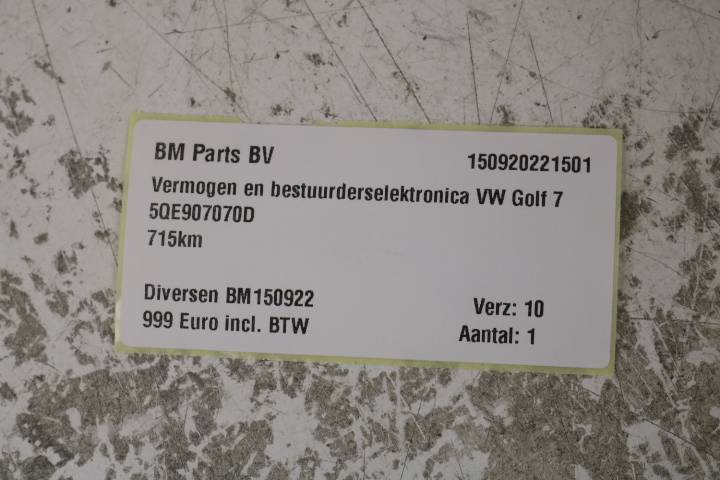 BM Parts BV 150920221501
Vermogen en bestuurderselektronica VW Golf 7
5QE907070D
715km
Diversen BM150922 Verz: 10
999 Euro incl. BTW Aantal: 1